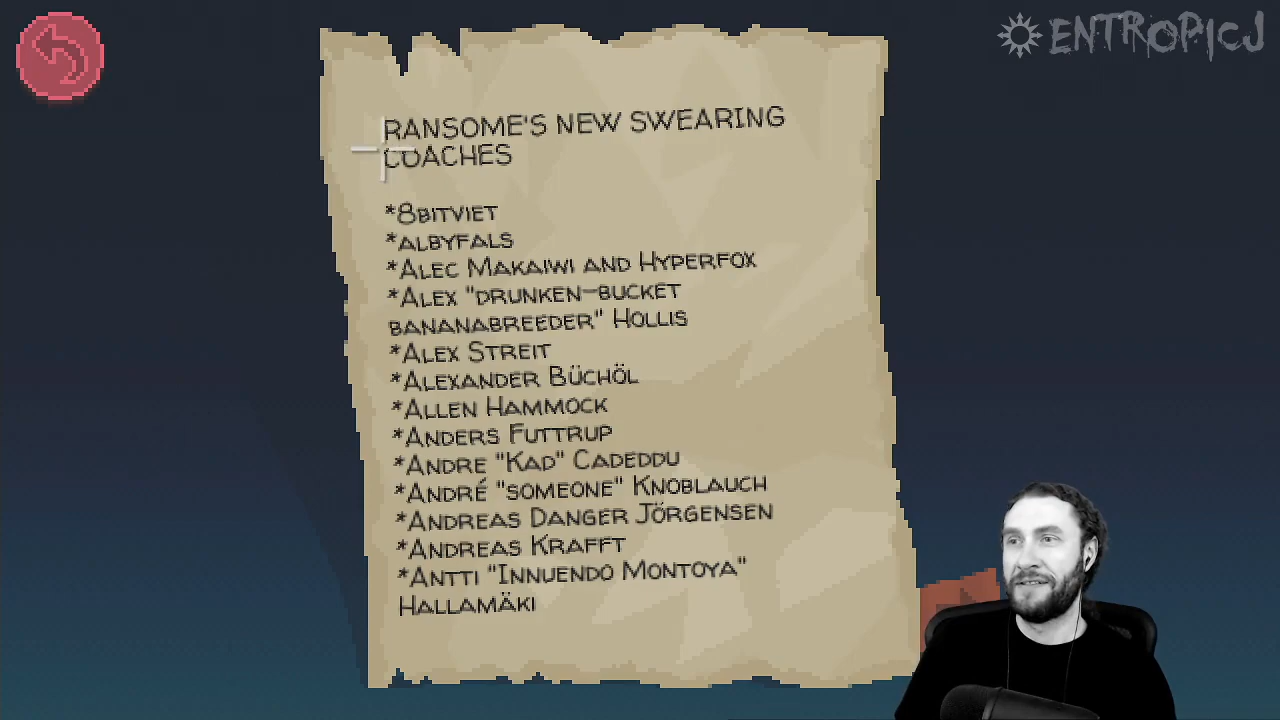 ENTROPICJ
RANSOME'S NEW SWEARING
COACHES
*8BITVIET
*ALBYFALS
*ALEC MAKAIWI AND HYPERFOX
*ALEX "DRUNKEN-BUCKET
BANANABREEDER" HOLLIS
*ALEX STREIT
*ALEXANDER BÜCHÖL
*ALLEN HAMMOCK
*ANDERS FUTTRUP
*ANDRE "KAD" CADEDDU
*ANDRÉ "SOMEONE" KNOBLAUCH
*ANDREAS DANGER JÖRGENSEN
*ANDREAS KRAFFT
*ANTTI "INNUENDO MONTOYA"
HALLAMÄKI